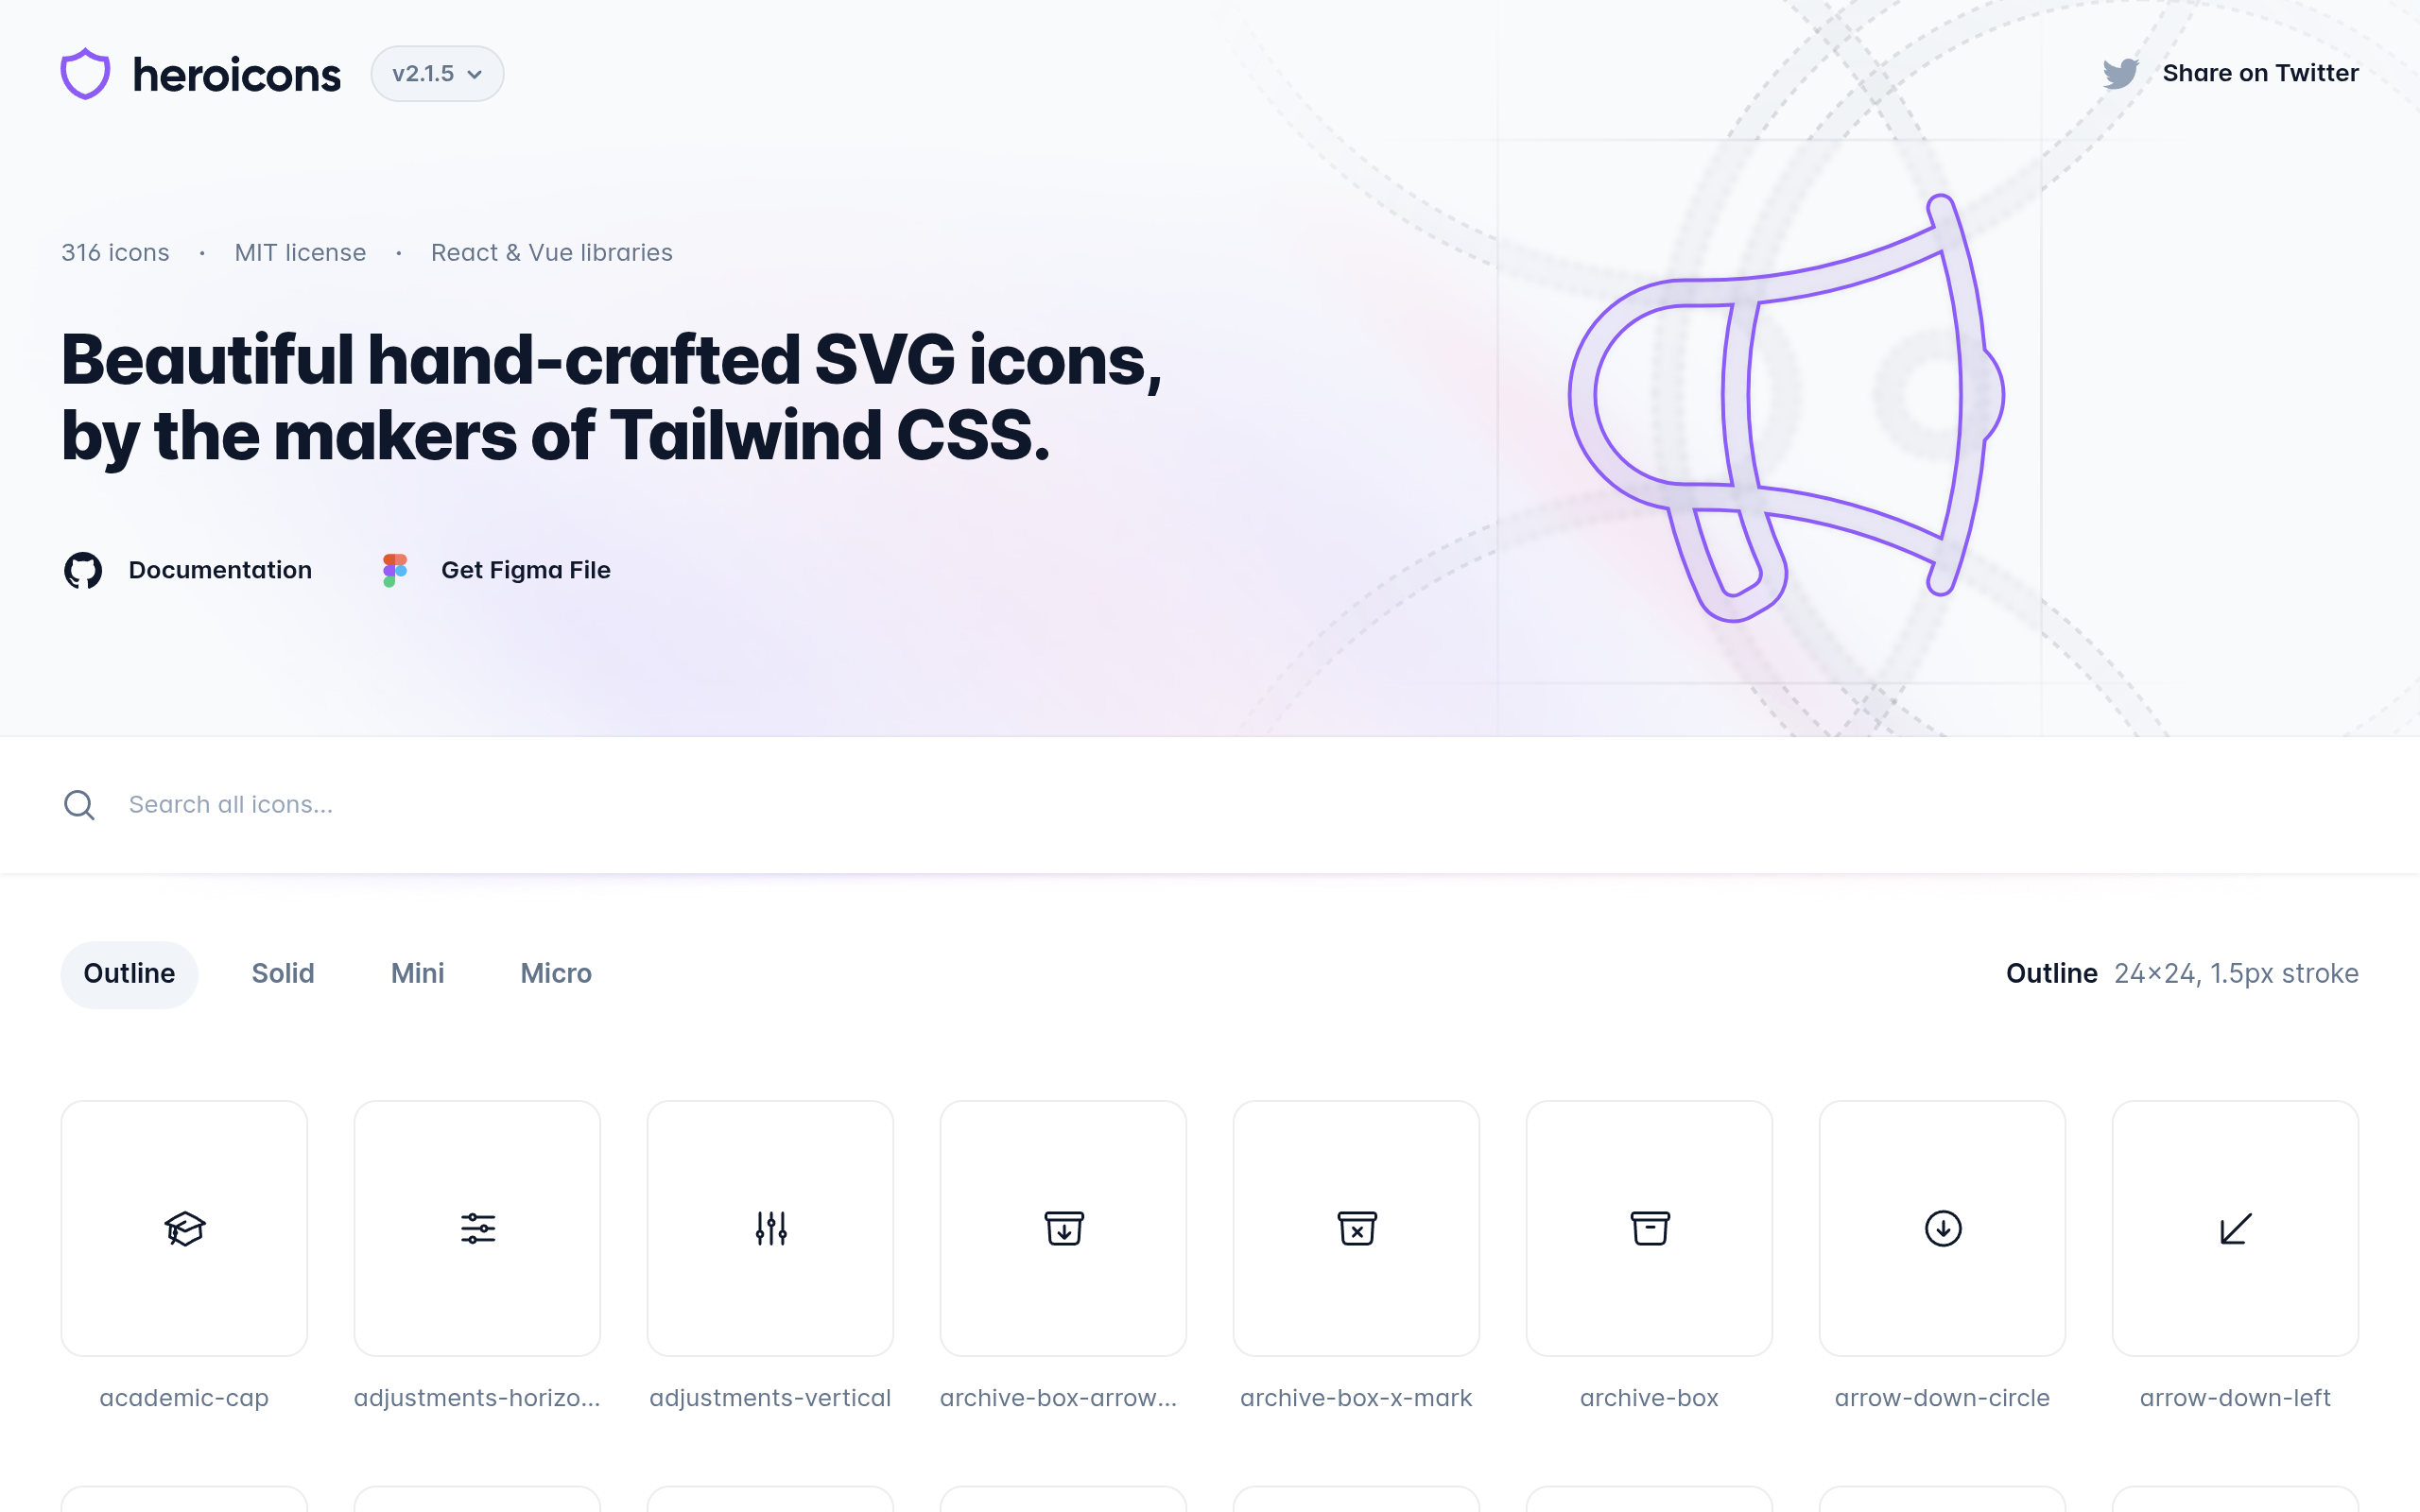 heroicons
v2.1.5
Share on Twitter
316 icons · MIT license · React & Vue libraries
Beautiful hand-crafted SVG icons,
by the makers of Tailwind CSS.
Documentation
Get Figma File
Search all icons...
Outline
Solid
Mini
Micro
Outline 24×24, 1.5px stroke
academic-cap
adjustments-horizo...
adjustments-vertical
archive-box-arrow...
archive-box-x-mark
archive-box
arrow-down-circle
arrow-down-left